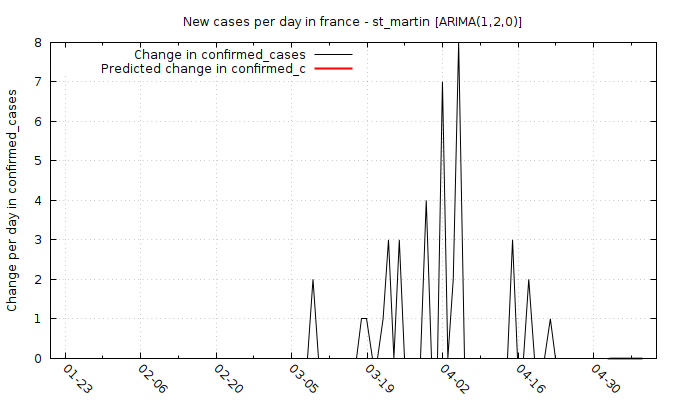 New cases per day in france - st_martin [ARIMA(1,2,0)]
Change in confirmed_cases
Predicted change in confirmed_c
Change per day in confirmed_cases
8
7
6
5
4
3
2
1
0
01-23 02-06 02-20 03-05 03-19 04-02 04-16 04-30